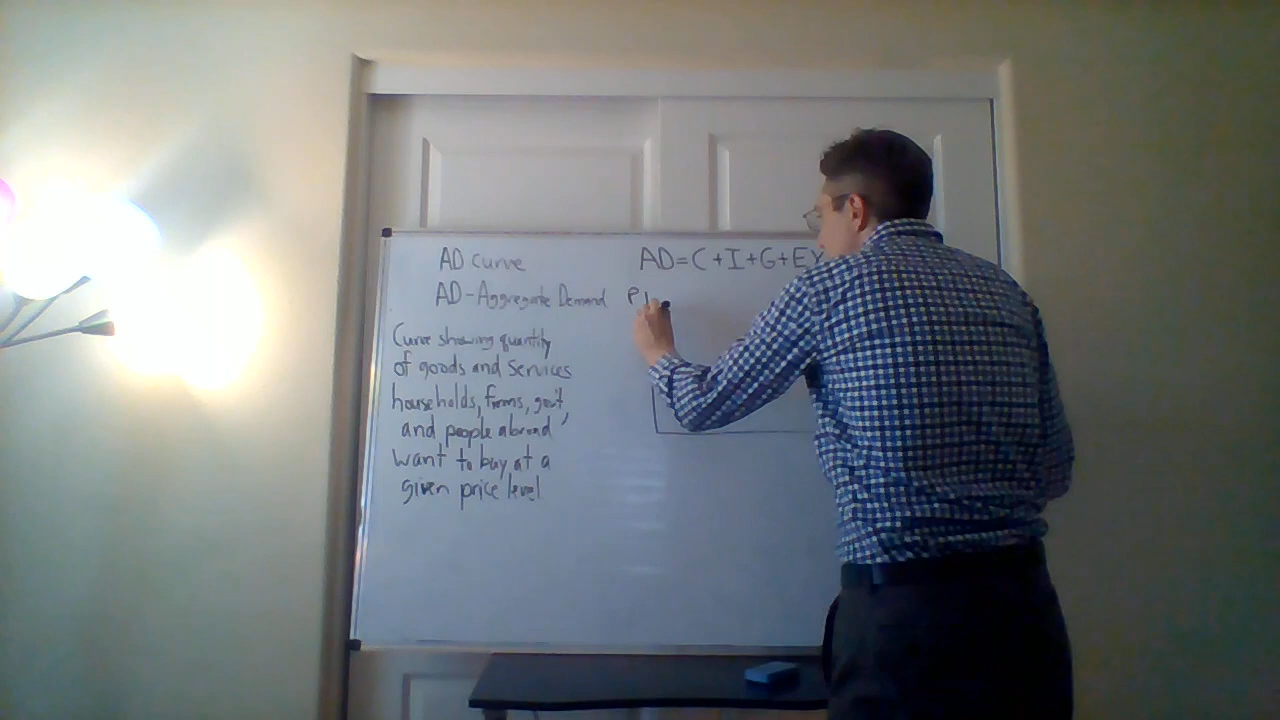 AD Curve
AD=C+I+G+EX
AD-Aggregate Demand
P
Curve showing quantity
of goods and services
households, firms, gov't,
and people abroad
want to buy at a
given price level